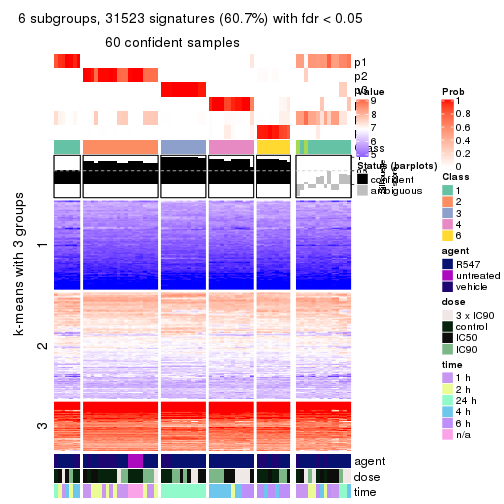 6 subgroups, 31523 signatures (60.7%) with fdr < 0.05
60 confident samples
p1
p2
Value
9
8
7
6
5
Prob
1
0.8
0.6
0.4
0.2
0
Status (barplots)
confident
ambiguous
Class
1
2
3
4
6
agent
R547
untreated
vehicle
dose
3 x IC90
control
IC50
IC90
time
1 h
2 h
24 h
4 h
6 h
n/a
k-means with 3 groups
1
2
3
agent
dose
time